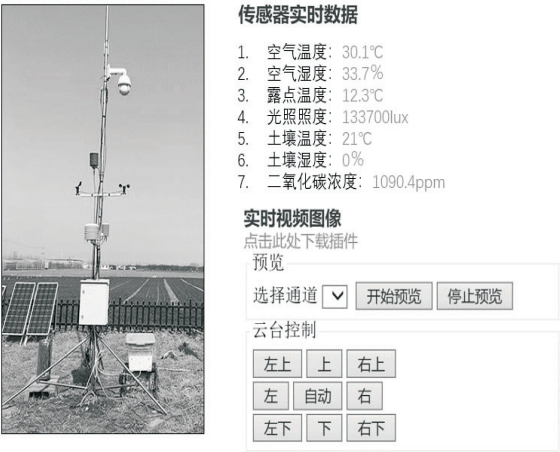 传感器实时数据
1. 空气温度：30.1℃
2. 空气湿度：33.7%
3. 露点温度：12.3℃
4. 光照照度：133700lux
5. 土壤温度：21℃
6. 土壤湿度：0%
7. 二氧化碳浓度：1090.4ppm
实时视频图像
点击此处下载插件
预览
选择通道 开始预览 停止预览
云台控制
左上 上 右上
左 自动 右
左下 下 右下